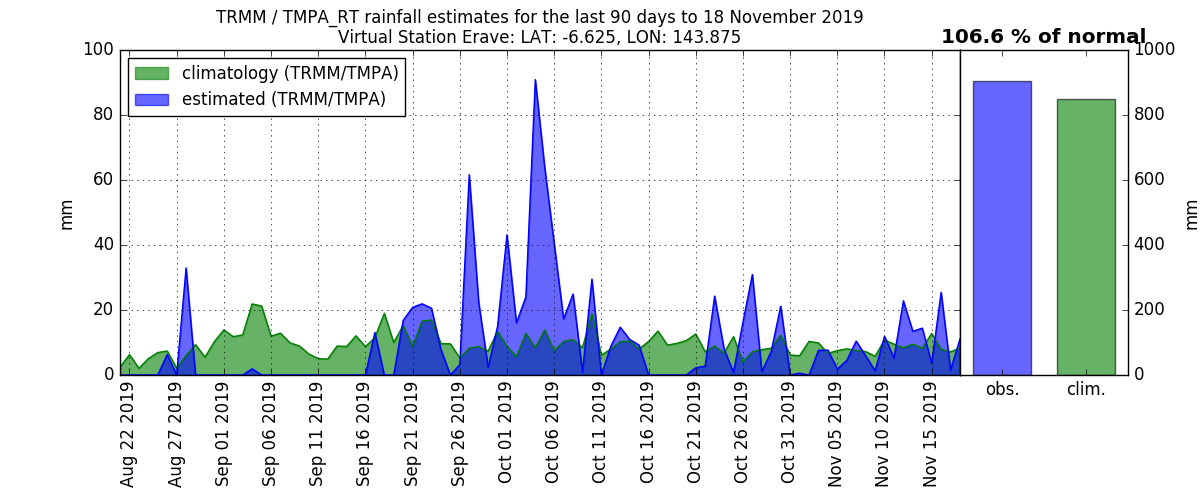 TRMM / TMPA_RT rainfall estimates for the last 90 days to 18 November 2019
Virtual Station Erave: LAT: -6.625, LON: 143.875
106.6 % of normal
climatology (TRMM/TMPA)
estimated (TRMM/TMPA)
100
80
60
40
20
0
mm
1000
800
600
400
200
0
mm
Aug 22 2019
Aug 27 2019
Sep 01 2019
Sep 06 2019
Sep 11 2019
Sep 16 2019
Sep 21 2019
Sep 26 2019
Oct 01 2019
Oct 06 2019
Oct 11 2019
Oct 16 2019
Oct 21 2019
Oct 26 2019
Oct 31 2019
Nov 05 2019
Nov 10 2019
Nov 15 2019
obs.
clim.